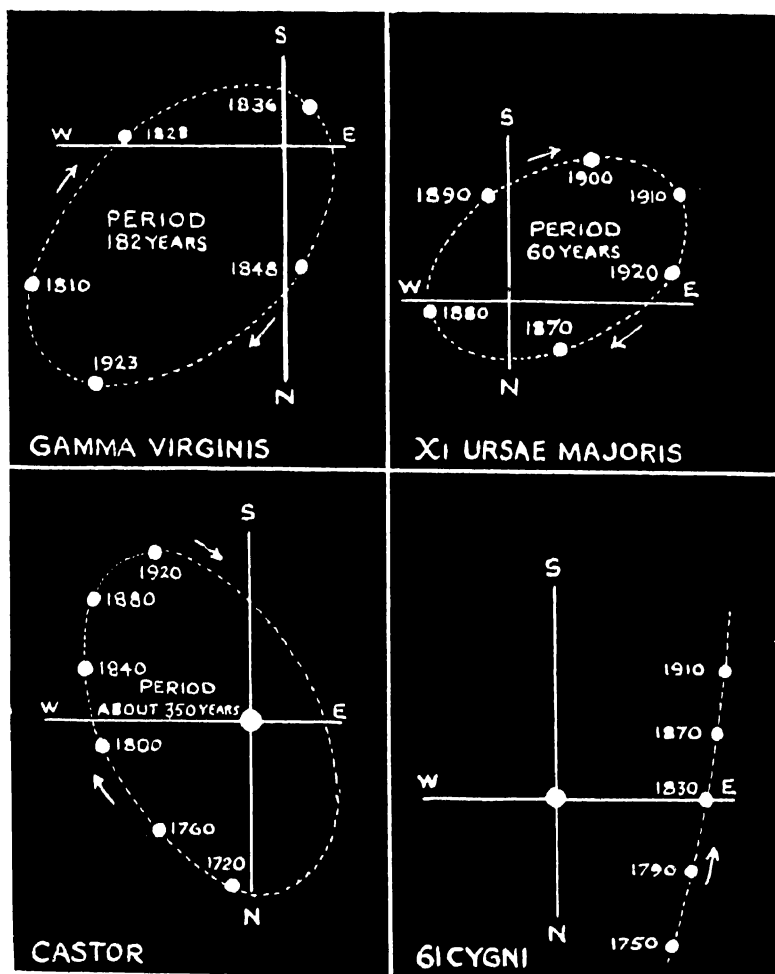 S
1836
W
1828
E
PERIOD
182 YEARS
1848
1810
1923
N
GAMMA VIRGINIS
S
1900
1890
1910
PERIOD
60 YEARS
1920
W
E
1880
1870
N
XI URSAE MAJORIS
S
1920
1880
1840
PERIOD
W
ABOUT 350 YEARS
E
1800
1760
1720
N
CASTOR
S
1910
1870
1830
W
E
1790
N
1750
61 CYGNI